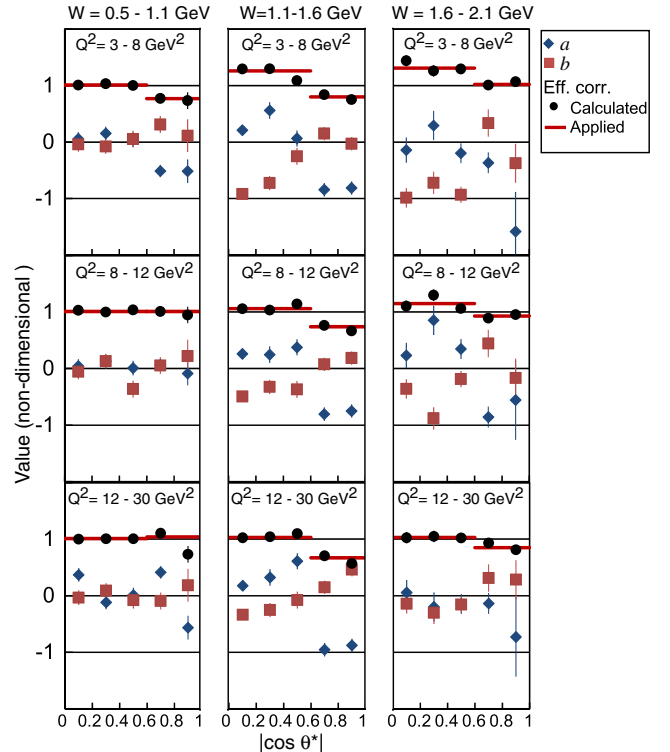 W = 0.5 - 1.1 GeV W=1.1-1.6 GeV W = 1.6 - 2.1 GeV
Q² = 3 - 8 GeV² Q² = 3 - 8 GeV² Q² = 3 - 8 GeV²
a
b
Eff. corr.
Calculated
Applied
1
0
-1
Q²= 8 - 12 GeV² Q²= 8 - 12 GeV² Q²= 8 - 12 GeV²
1
0
-1
Q²= 12 - 30 GeV² Q²= 12 - 30 GeV² Q²= 12 - 30 GeV²
1
0
-1
Value (non-dimensional )
0 0.2 0.4 0.6 0.8 1 0 0.2 0.4 0.6 0.8 1 0 0.2 0.4 0.6 0.8 1
|cos θ*|